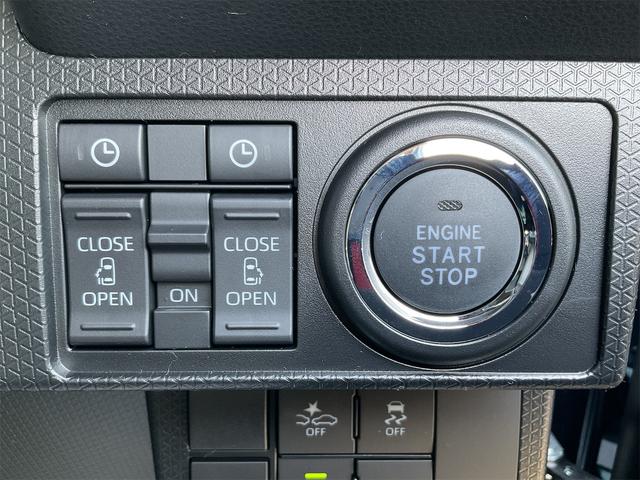 CLOSE
OPEN
ON
CLOSE
OPEN
ENGINE
START
STOP
OFF
OFF